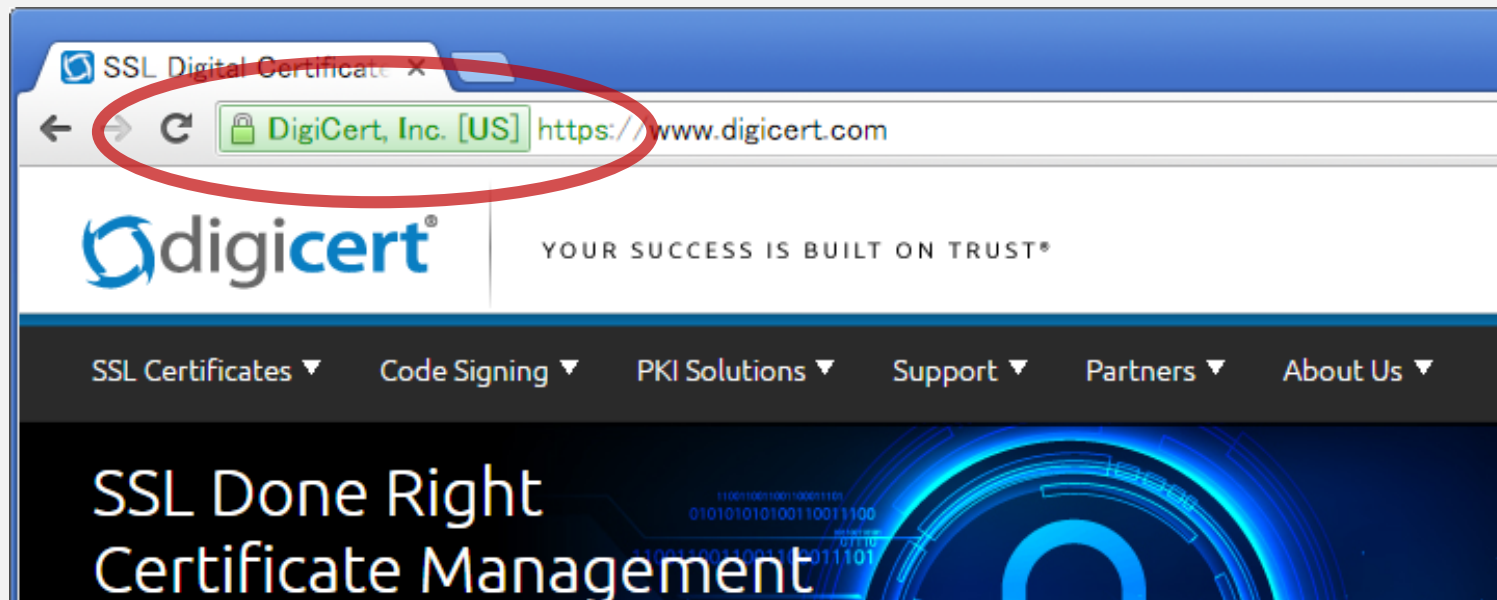 SSL Digital Certificate
DigiCert, Inc. [US] https://www.digicert.com
digicert®
YOUR SUCCESS IS BUILT ON TRUST®
SSL Certificates ▼ Code Signing ▼ PKI Solutions ▼ Support ▼ Partners ▼ About Us ▼
SSL Done Right
Certificate Management